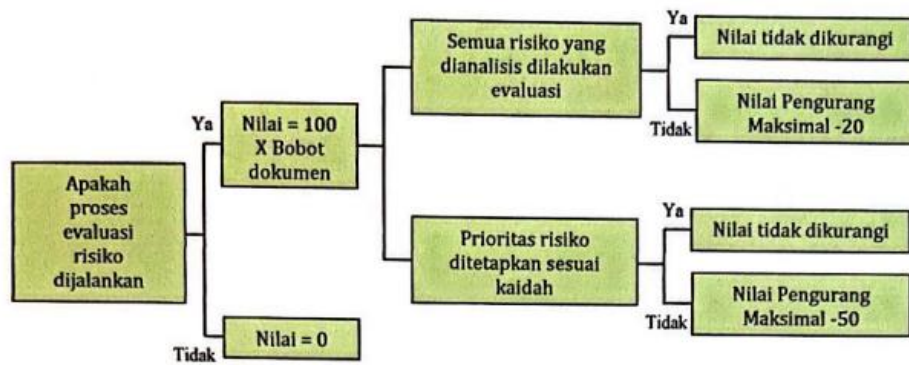 Apakah
proses
evaluasi
risiko
dijalankan
Ya
Nilai = 100
X Bobot
dokumen
Tidak
Nilai = 0
Semua risiko yang
dianalisis dilakukan
evaluasi
Ya
Nilai tidak dikurangi
Tidak
Nilai Pengurang
Maksimal -20
Prioritas risiko
ditetapkan sesuai
kaidah
Ya
Nilai tidak dikurangi
Tidak
Nilai Pengurang
Maksimal -50